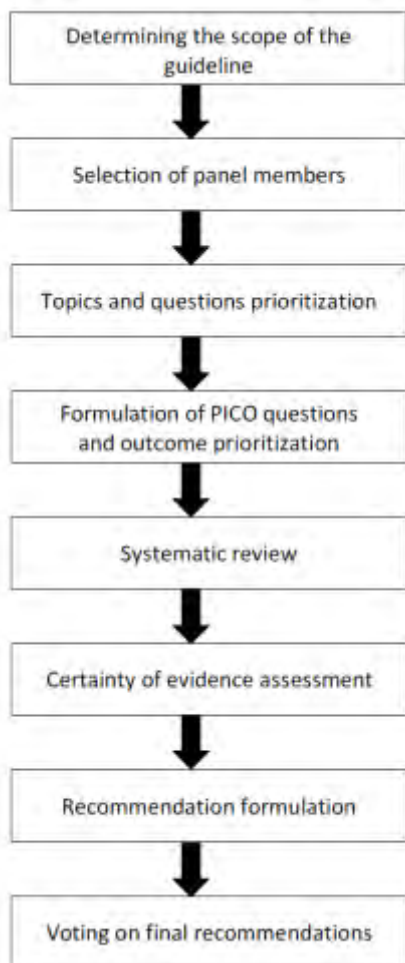 Determining the scope of the
guideline
Selection of panel members
Topics and questions prioritization
Formulation of PICO questions
and outcome prioritization
Systematic review
Certainty of evidence assessment
Recommendation formulation
Voting on final recommendations